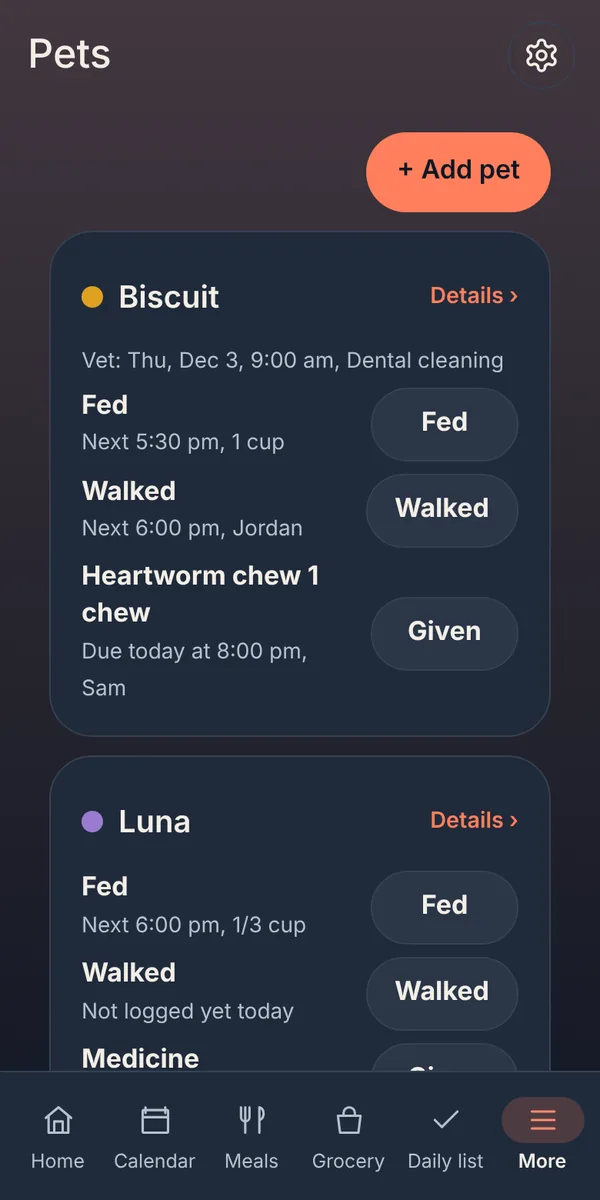 Pets
+ Add pet
Biscuit
Details ›
Vet: Thu, Dec 3, 9:00 am, Dental cleaning
Fed
Next 5:30 pm, 1 cup
Fed
Walked
Next 6:00 pm, Jordan
Walked
Heartworm chew 1
chew
Due today at 8:00 pm,
Sam
Given
Luna
Details ›
Fed
Next 6:00 pm, 1/3 cup
Fed
Walked
Not logged yet today
Walked
Medicine
Home
Calendar
Meals
Grocery
Daily list
More